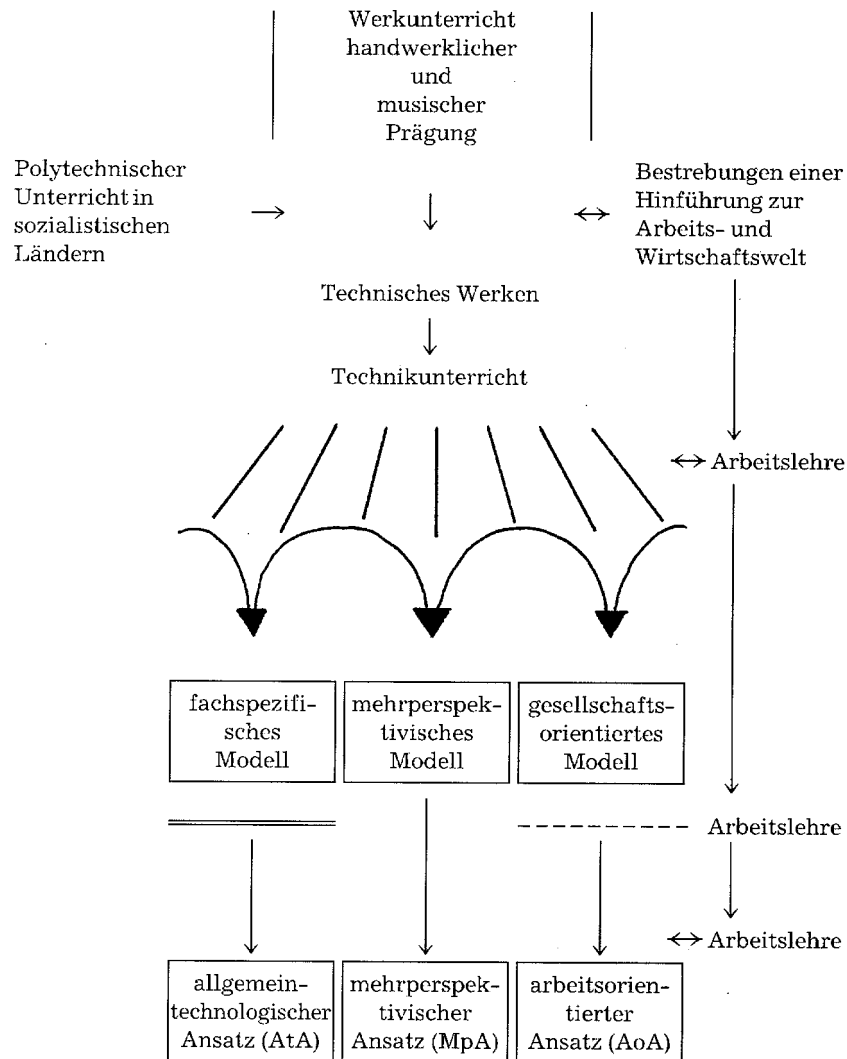 Werkunterricht
handwerklicher
und
musischer
Prägung
Polytechnischer
Unterricht in
sozialistischen
Ländern
Bestrebungen einer
Hinführung zur
Arbeits- und
Wirtschaftswelt
Technisches Werken
Technikunterricht
Arbeitslehre
fachspezifi-
sches
Modell
mehrperspek-
tivisches
Modell
gesellschafts-
orientiertes
Modell
Arbeitslehre
Arbeitslehre
allgemein-
technologischer
Ansatz (AtA)
mehrperspek-
tivischer
Ansatz (MpA)
arbeitsorien-
tierter
Ansatz (AoA)